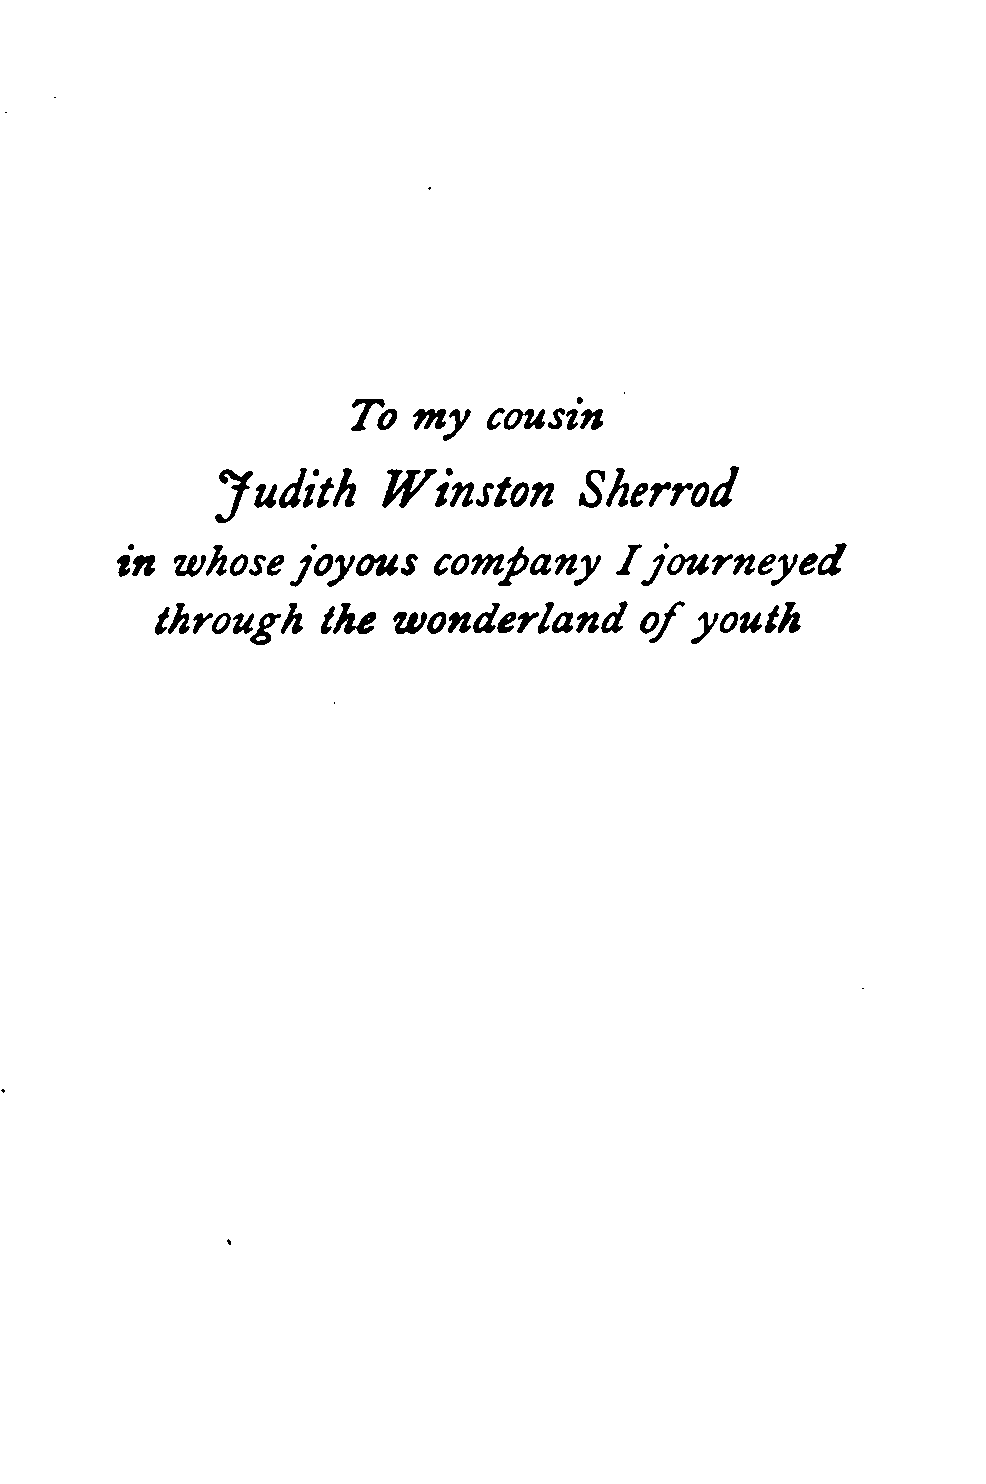 To my cousin
Judith Winston Sherrod
in whose joyous company I journeyed
through the wonderland of youth